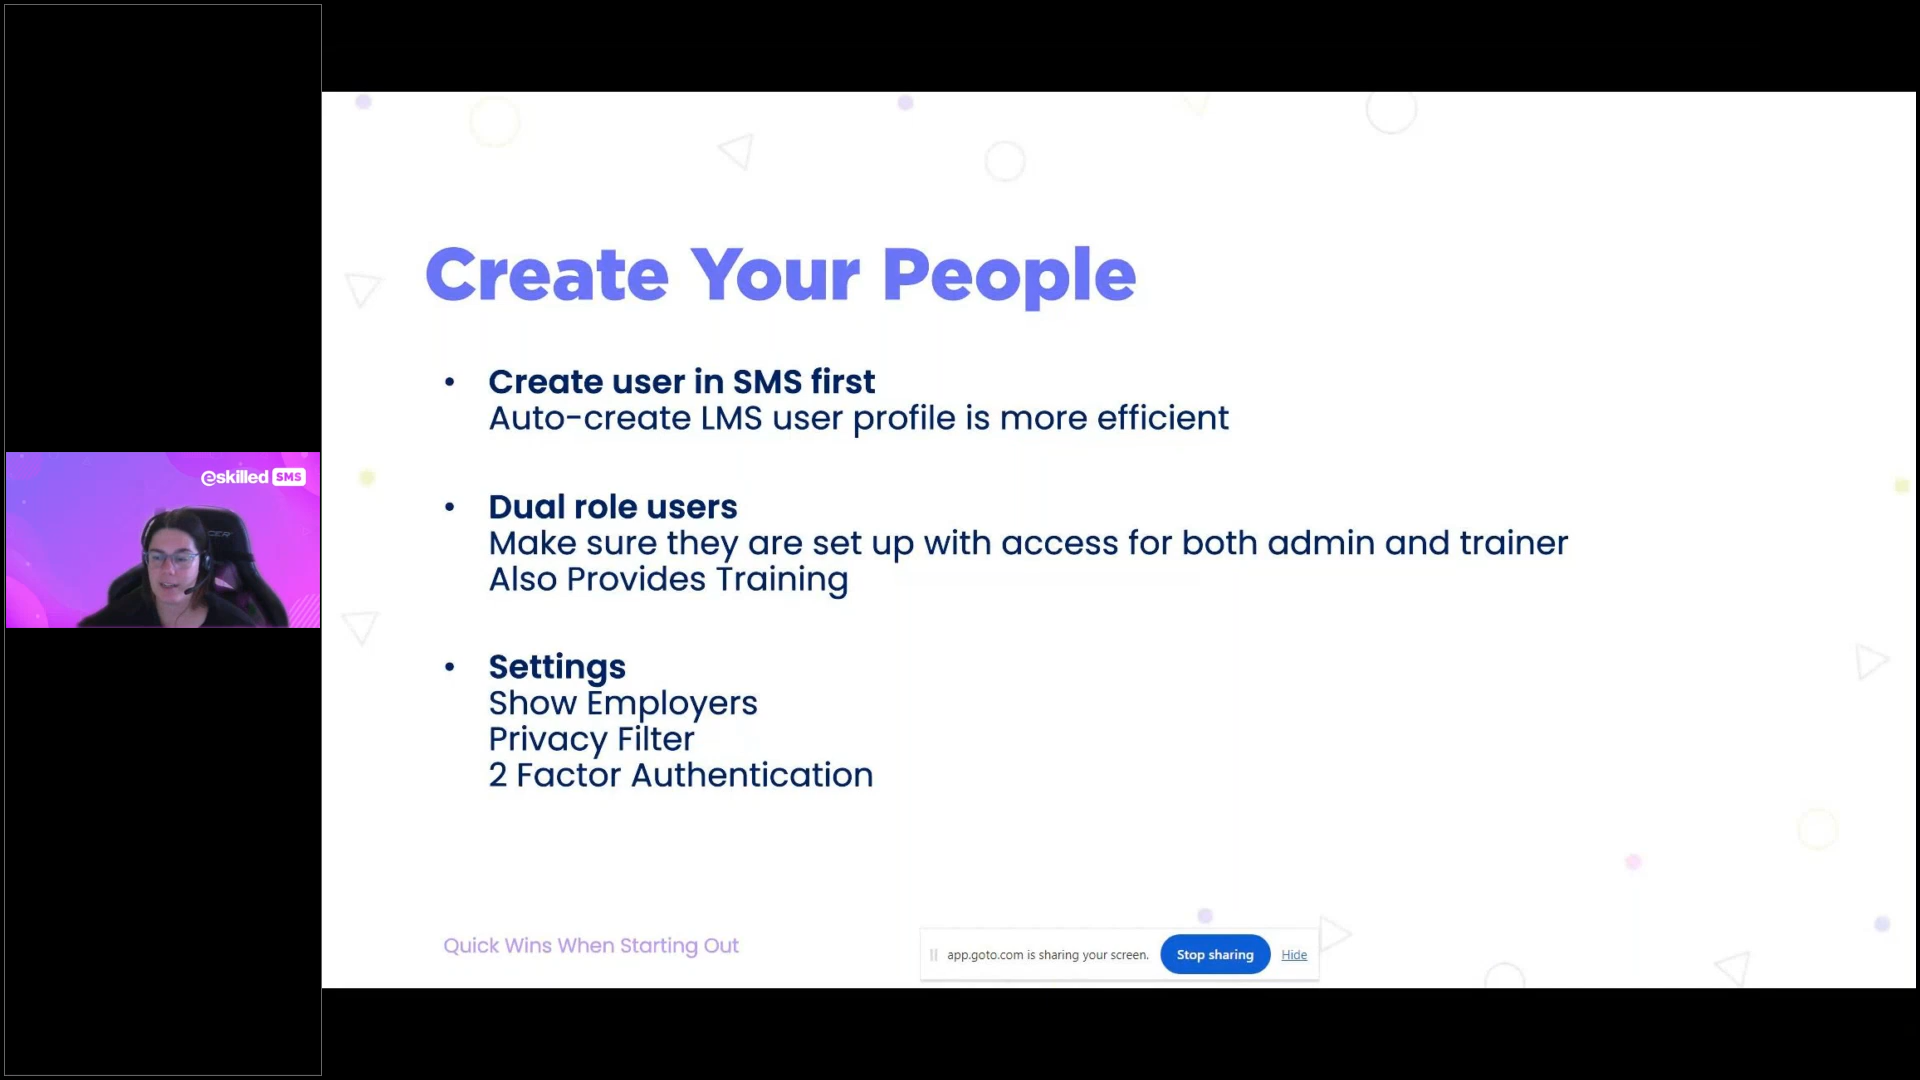 eskilled SMS
Create Your People
• Create user in SMS first
Auto-create LMS user profile is more efficient
• Dual role users
Make sure they are set up with access for both admin and trainer
Also Provides Training
• Settings
Show Employers
Privacy Filter
2 Factor Authentication
Quick Wins When Starting Out
app.goto.com is sharing your screen. Stop sharing Hide